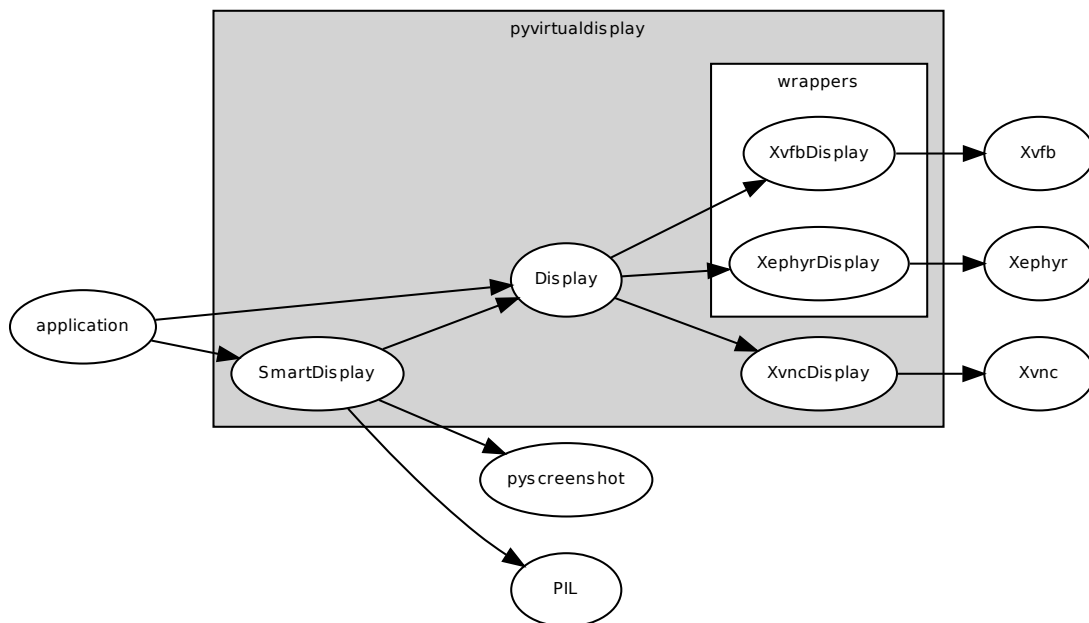 pyvirtualdisplay
wrappers
XvfbDisplay
Xvfb
XephyrDisplay
Xephyr
Display
application
SmartDisplay
XvncDisplay
Xvnc
pyscreenshot
PIL